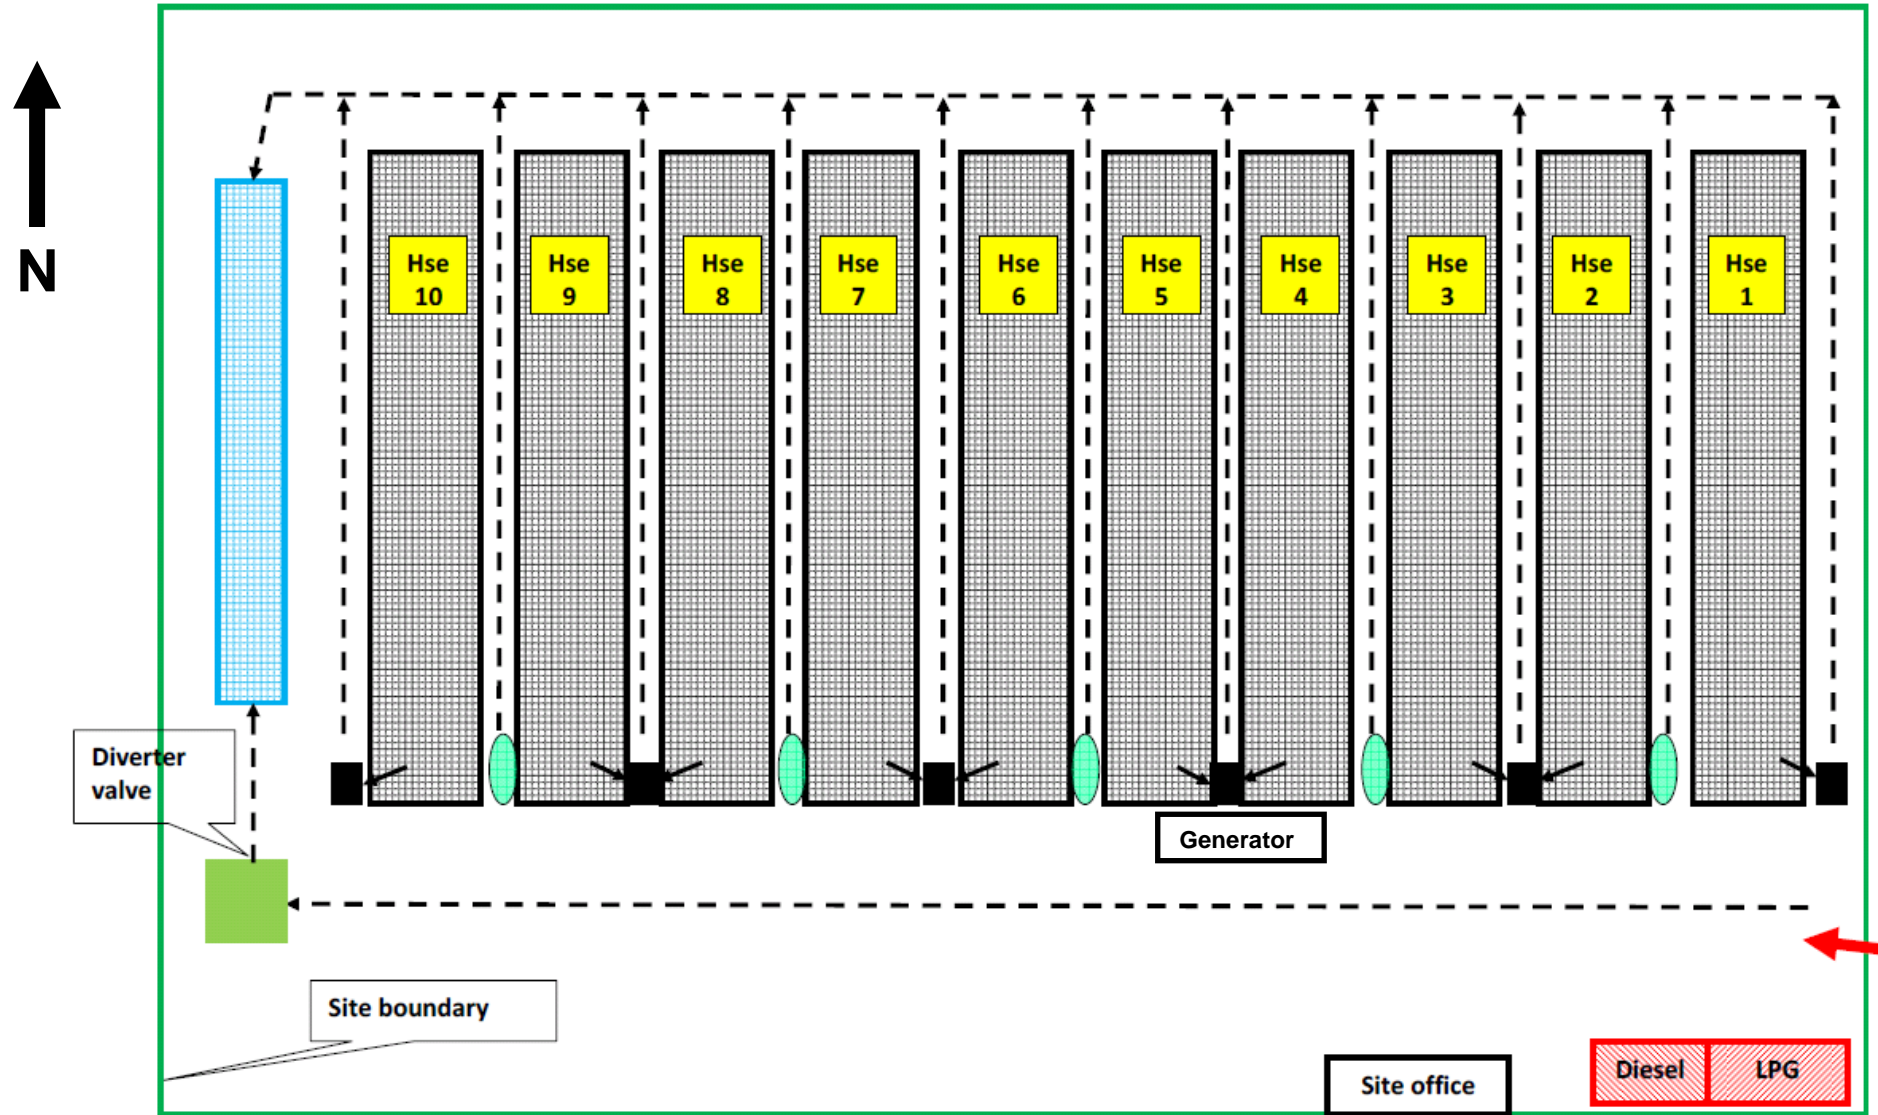 N
Hse
10
Hse
9
Hse
8
Hse
7
Hse
6
Hse
5
Hse
4
Hse
3
Hse
2
Hse
1
Diverter
valve
Generator
Site boundary
Site office
Diesel
LPG